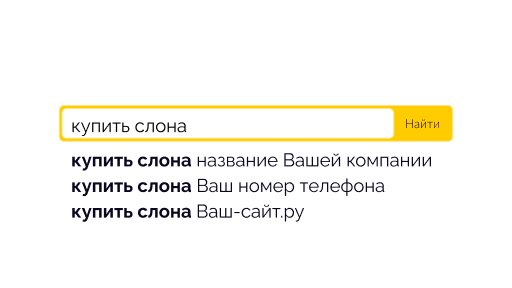 купить слона
Найти
купить слона название Вашей компании
купить слона Ваш номер телефона
купить слона Ваш-сайт.ру